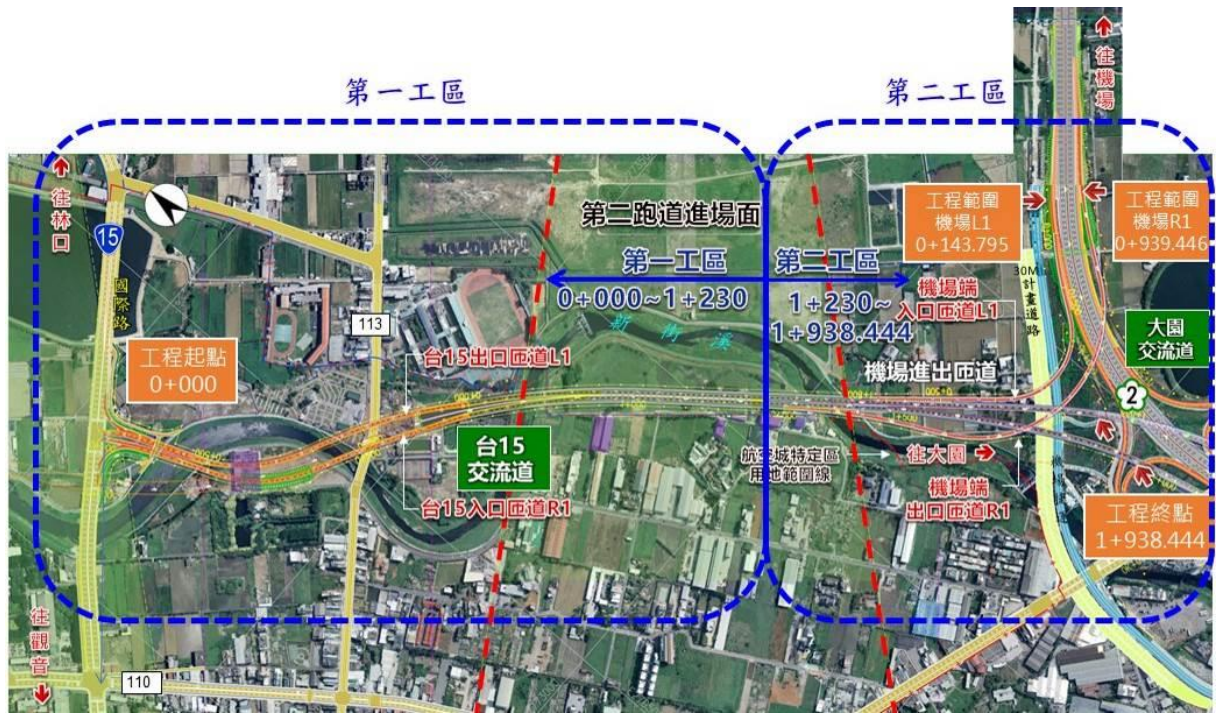 第一工區
第二工區
往機場
往林口
15
國際路
113
工程起點
0+000
第二跑道進場面
第一工區
0+000~1+230
第二工區
1+230~
1+938.444
新街溪
工程範圍
機場L1
0+143.795
工程範圍
機場R1
0+939.446
30M計畫道路
機場端
入口匝道L1
大園
交流道
2
台15出口匝道L1
機場進出匝道
台15
交流道
台15入口匝道R1
航空城特定區
用地範圍線
往大園
機場端
出口匝道R1
工程終點
1+938.444
往觀音
110